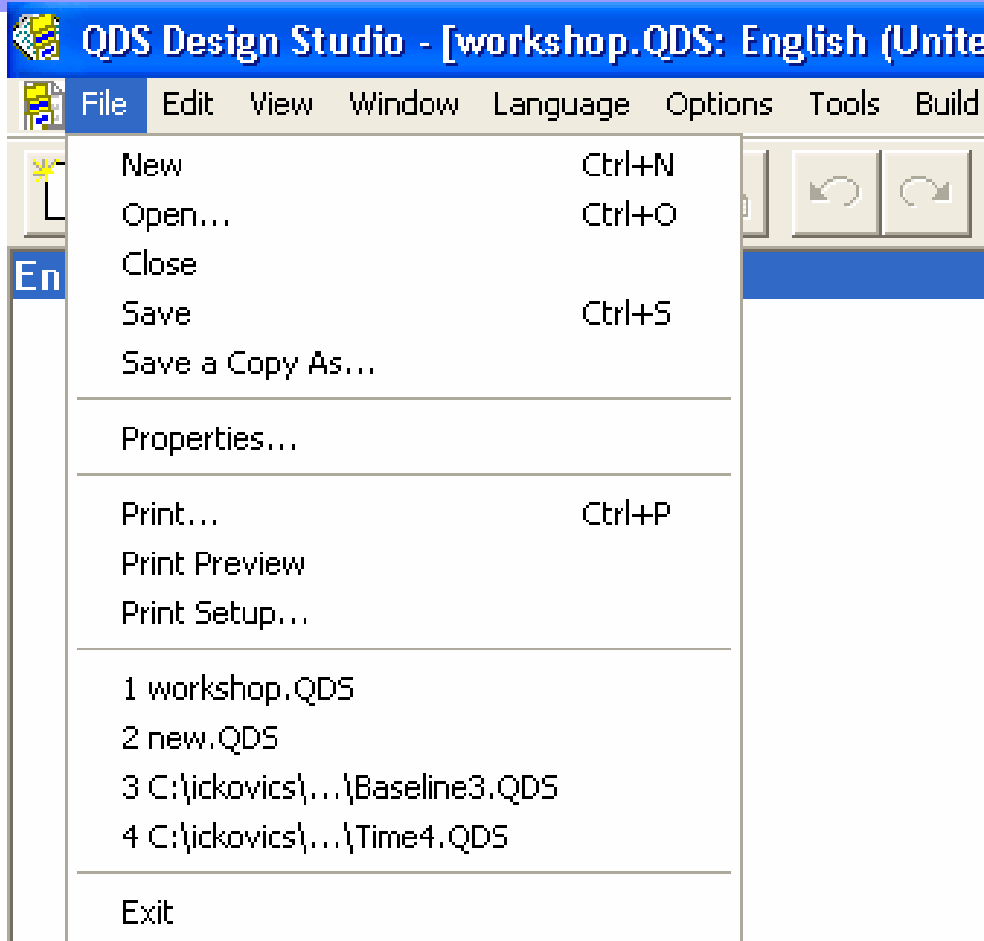 QDS Design Studio - [workshop.QDS: English (Unite
File Edit View Window Language Options Tools Build
New Ctrl+N
Open... Ctrl+O
En
Close
Save Ctrl+S
Save a Copy As...
Properties...
Print... Ctrl+P
Print Preview
Print Setup...
1 workshop.QDS
2 new.QDS
3 C:\ickovics\...\Baseline3.QDS
4 C:\ickovics\...\Time4.QDS
Exit